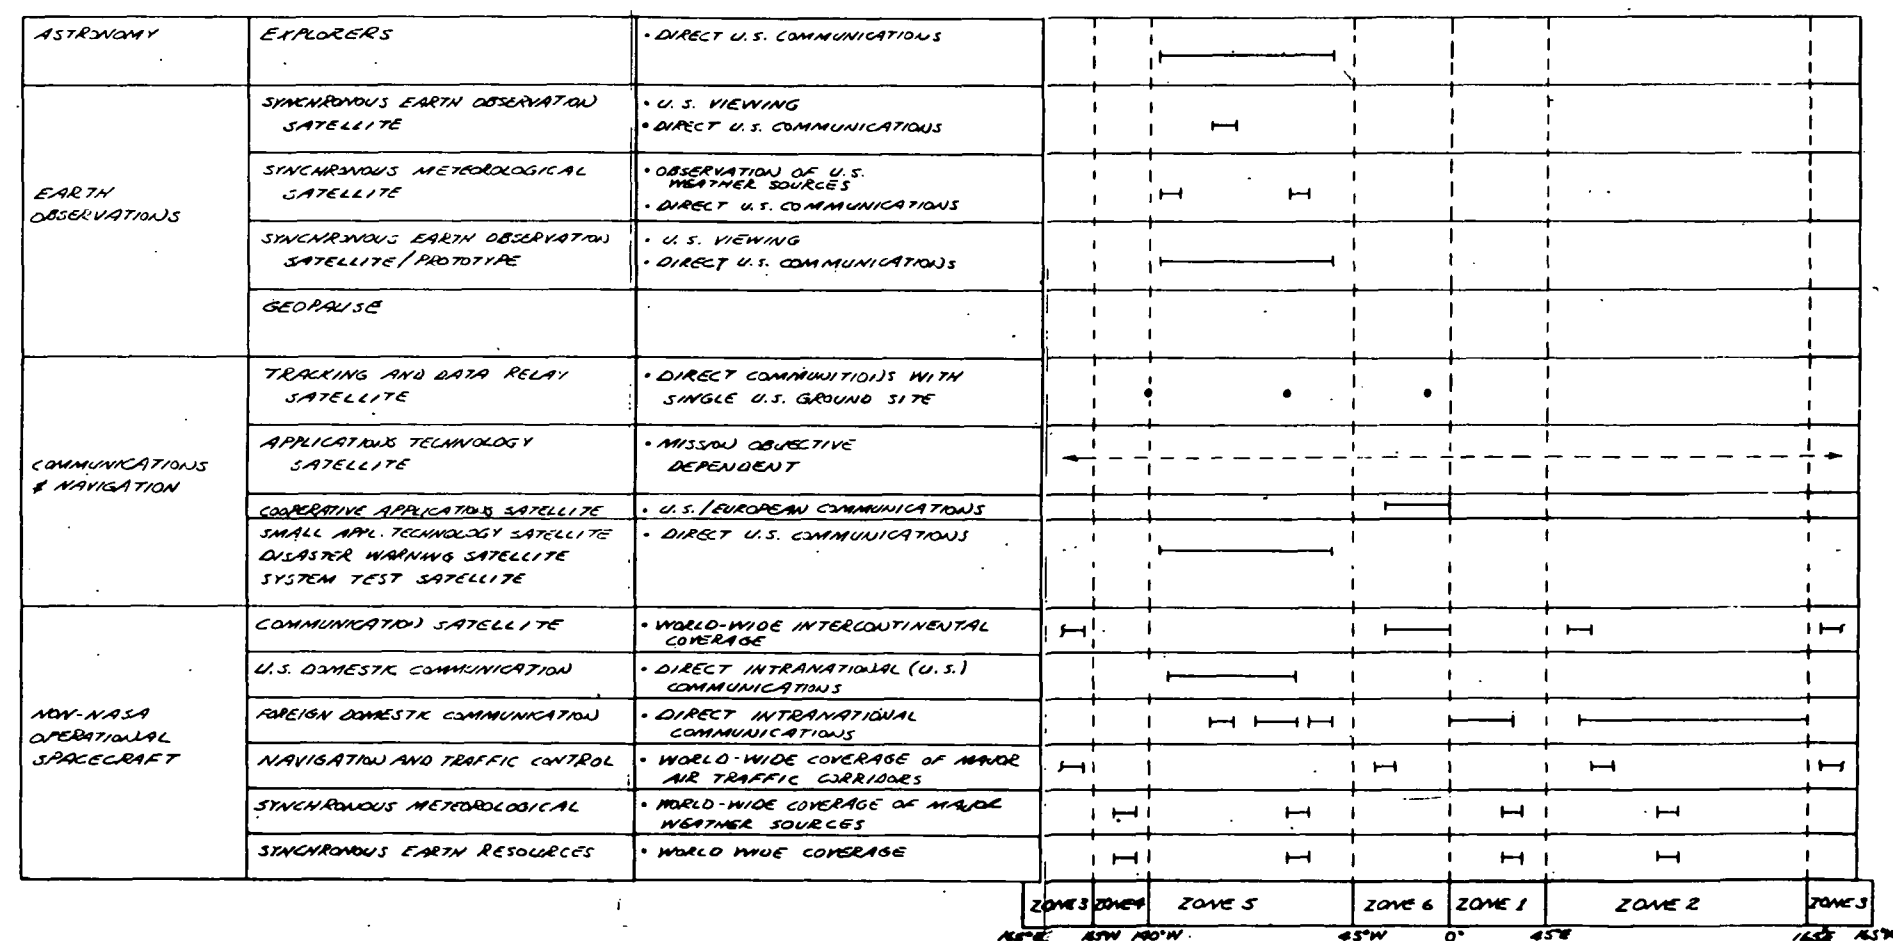 ASTRONOMY
EXPLORERS
• DIRECT U.S. COMMUNICATIONS
EARTH
OBSERVATIONS
SYNCHRONOUS EARTH OBSERVATION
SATELLITE
• U. S. VIEWING
• DIRECT U.S. COMMUNICATIONS
SYNCHRONOUS METEOROLOGICAL
SATELLITE
• OBSERVATION OF U.S.
WEATHER SOURCES
• DIRECT U.S. COMMUNICATIONS
SYNCHRONOUS EARTH OBSERVATION
SATELLITE/PROTOTYPE
• U. S. VIEWING
• DIRECT U.S. COMMUNICATIONS
GEOPAUSE
COMMUNICATIONS
& NAVIGATION
TRACKING AND DATA RELAY
SATELLITE
• DIRECT COMMUNITIONS WITH
SINGLE U.S. GROUND SITE
APPLICATIONS TECHNOLOGY
SATELLITE
• MISSION OBJECTIVE
DEPENDENT
COOPERATIVE APPLICATIONS SATELLITE
• U.S./EUROPEAN COMMUNICATIONS
SMALL APPL. TECHNOLOGY SATELLITE
DISASTER WARNING SATELLITE
SYSTEM TEST SATELLITE
• DIRECT U.S. COMMUNICATIONS
NON-NASA
OPERATIONAL
SPACECRAFT
COMMUNICATION SATELLITE
• WORLD-WIDE INTERCONTINENTAL
COVERAGE
U.S. DOMESTIC COMMUNICATION
• DIRECT INTRANATIONAL (U.S.)
COMMUNICATIONS
FOREIGN DOMESTIC COMMUNICATION
• DIRECT INTRANATIONAL
COMMUNICATIONS
NAVIGATION AND TRAFFIC CONTROL
• WORLD-WIDE COVERAGE OF MAJOR
AIR TRAFFIC CORRIDORS
SYNCHRONOUS METEOROLOGICAL
• WORLD-WIDE COVERAGE OF MAJOR
WEATHER SOURCES
SYNCHRONOUS EARTH RESOURCES
• WORLD WIDE COVERAGE
ZONE 3 ZONE 4 ZONE 5 ZONE 6 ZONE 1 ZONE 2 ZONE 3
165°E 165W 140°W 45°W 0° 45°E 165°E 165°W